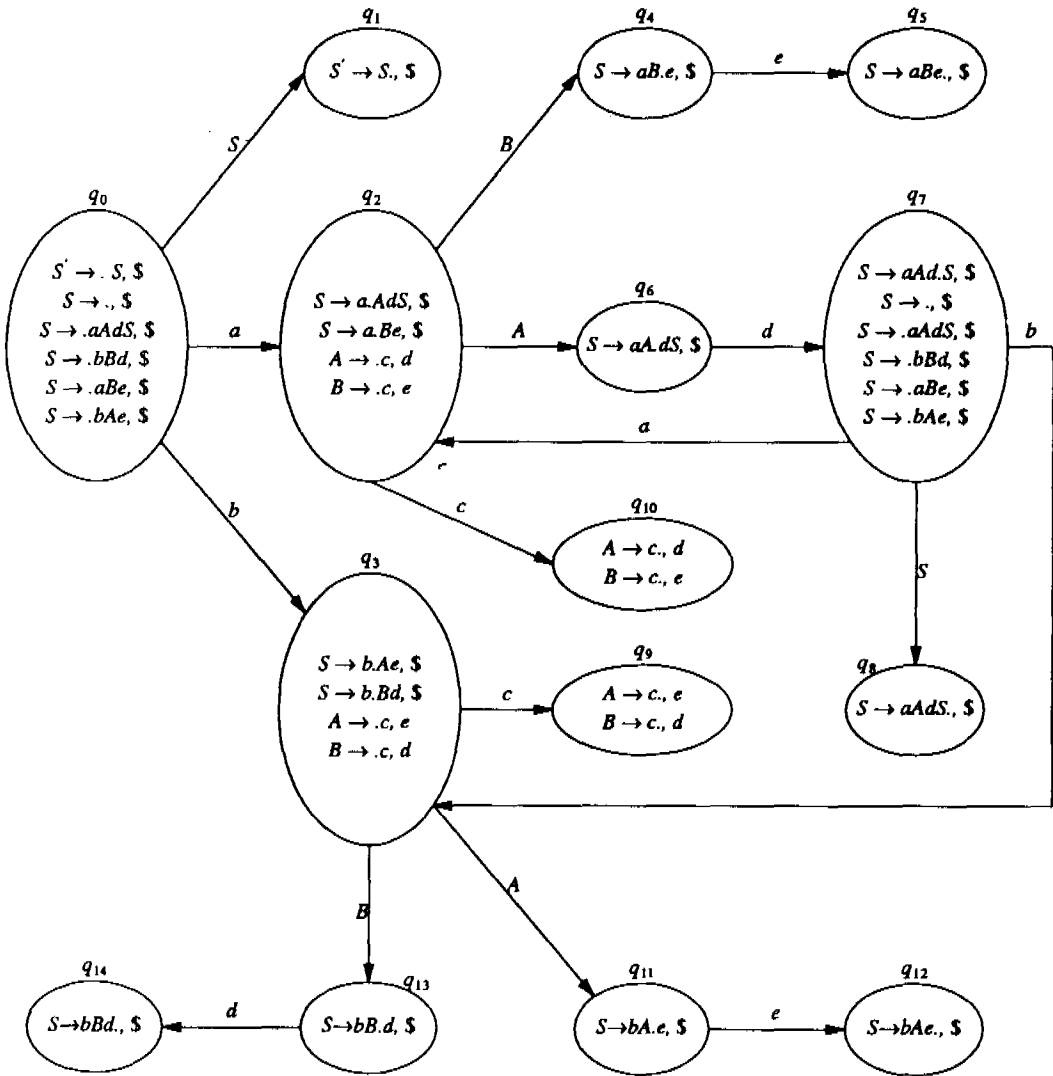 q1
S' → S., $
q4
S → aB.e, $
e
q5
S → aBe., $
S
B
q0
S' → . S, $
S → ., $
S → .aAdS, $
S → .bBd, $
S → .aBe, $
S → .bAe, $
a
q2
S → a.AdS, $
S → a.Be, $
A → .c, d
B → .c, e
A
q6
S → aA.dS, $
d
q7
S → aAd.S, $
S → ., $
S → .aAdS, $
S → .bBd, $
S → .aBe, $
S → .bAe, $
b
a
b
c
q10
A → c., d
B → c., e
S
q3
S → b.Ae, $
S → b.Bd, $
A → .c, e
B → .c, d
c
q9
A → c., e
B → c., d
q8
S → aAdS., $
B
A
q14
S→bBd., $
d
q13
S→bB.d, $
q11
S→bA.e, $
e
q12
S→bAe., $